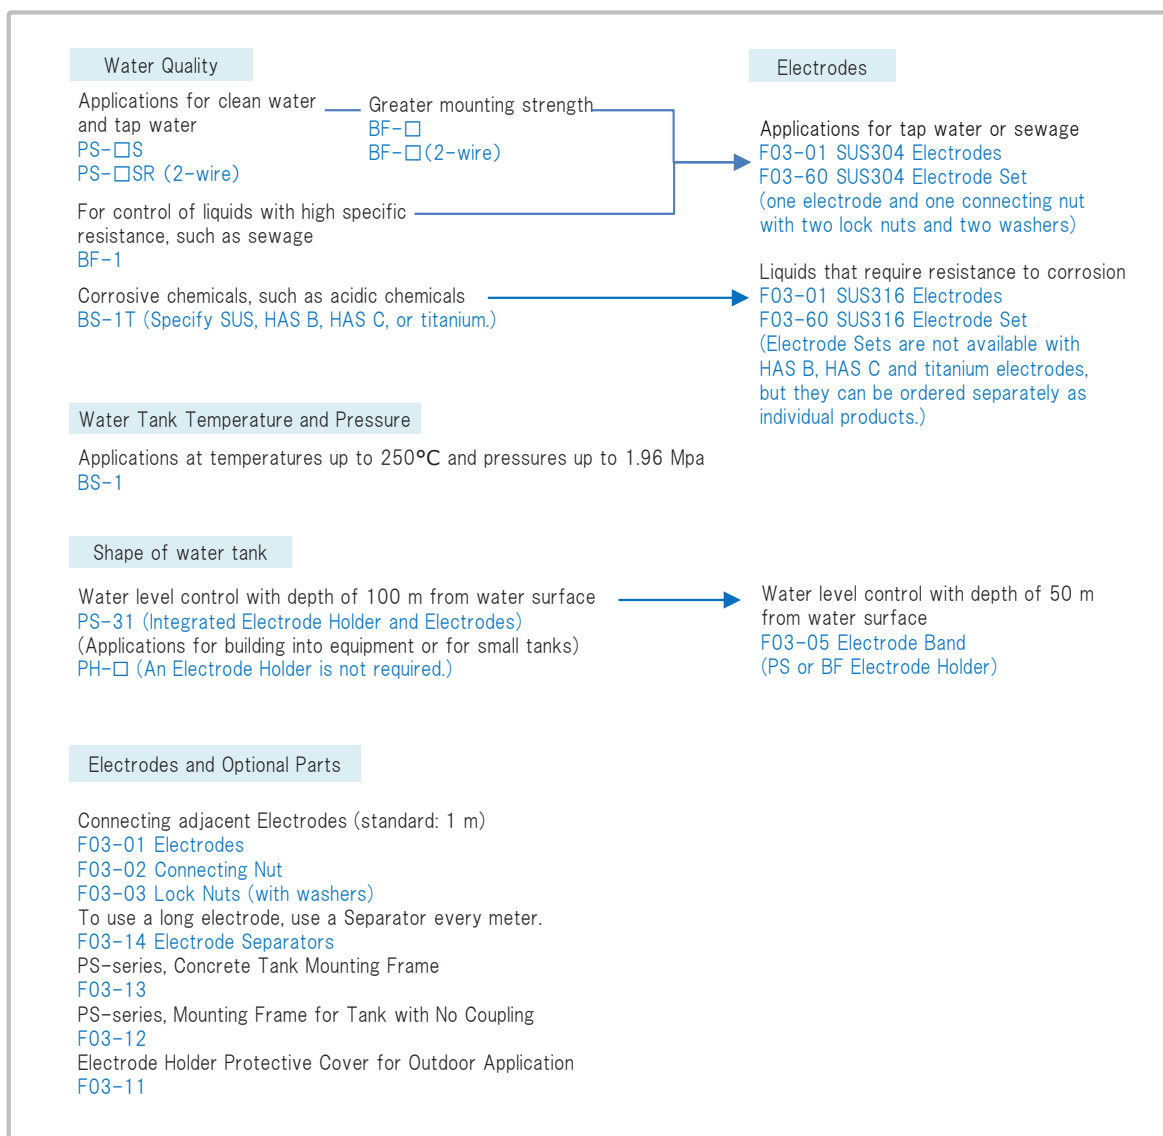 Water Quality
Applications for clean water
and tap water
PS-□S
PS-□SR (2-wire)
Greater mounting strength
BF-□
BF-□(2-wire)
For control of liquids with high specific
resistance, such as sewage
BF-1
Corrosive chemicals, such as acidic chemicals
BS-1T (Specify SUS, HAS B, HAS C, or titanium.)
Electrodes
Applications for tap water or sewage
F03-01 SUS304 Electrodes
F03-60 SUS304 Electrode Set
(one electrode and one connecting nut
with two lock nuts and two washers)
Liquids that require resistance to corrosion
F03-01 SUS316 Electrodes
F03-60 SUS316 Electrode Set
(Electrode Sets are not available with
HAS B, HAS C and titanium electrodes,
but they can be ordered separately as
individual products.)
Water Tank Temperature and Pressure
Applications at temperatures up to 250°C and pressures up to 1.96 Mpa
BS-1
Shape of water tank
Water level control with depth of 100 m from water surface
PS-31 (Integrated Electrode Holder and Electrodes)
(Applications for building into equipment or for small tanks)
PH-□ (An Electrode Holder is not required.)
Water level control with depth of 50 m
from water surface
F03-05 Electrode Band
(PS or BF Electrode Holder)
Electrodes and Optional Parts
Connecting adjacent Electrodes (standard: 1 m)
F03-01 Electrodes
F03-02 Connecting Nut
F03-03 Lock Nuts (with washers)
To use a long electrode, use a Separator every meter.
F03-14 Electrode Separators
PS-series, Concrete Tank Mounting Frame
F03-13
PS-series, Mounting Frame for Tank with No Coupling
F03-12
Electrode Holder Protective Cover for Outdoor Application
F03-11